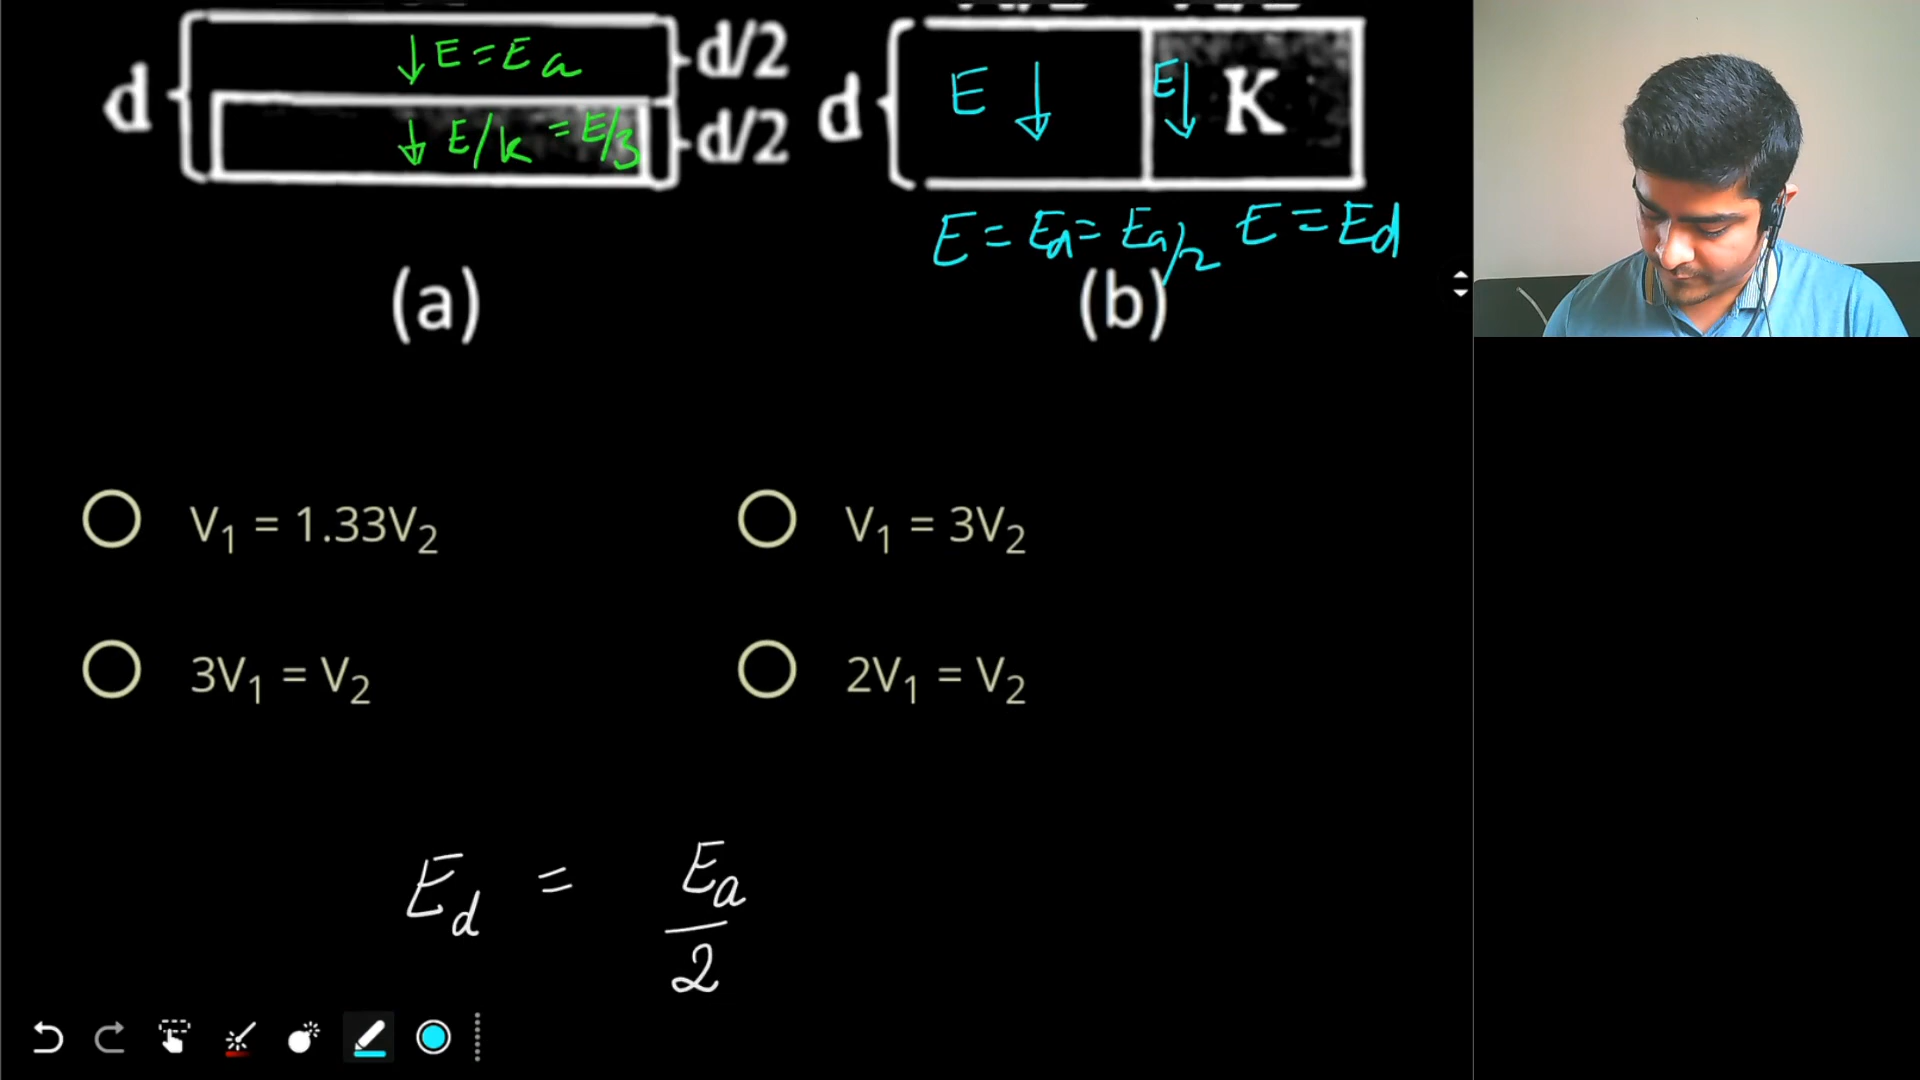 d
↓ E = Ea
d/2
↓ E/k = E/3
d/2
(a)
d
E ↓
E↓
K
E = Ed = Ea/2
E = Ed
(b)
V1 = 1.33V2
V1 = 3V2
3V1 = V2
2V1 = V2
Ed = Ea/2